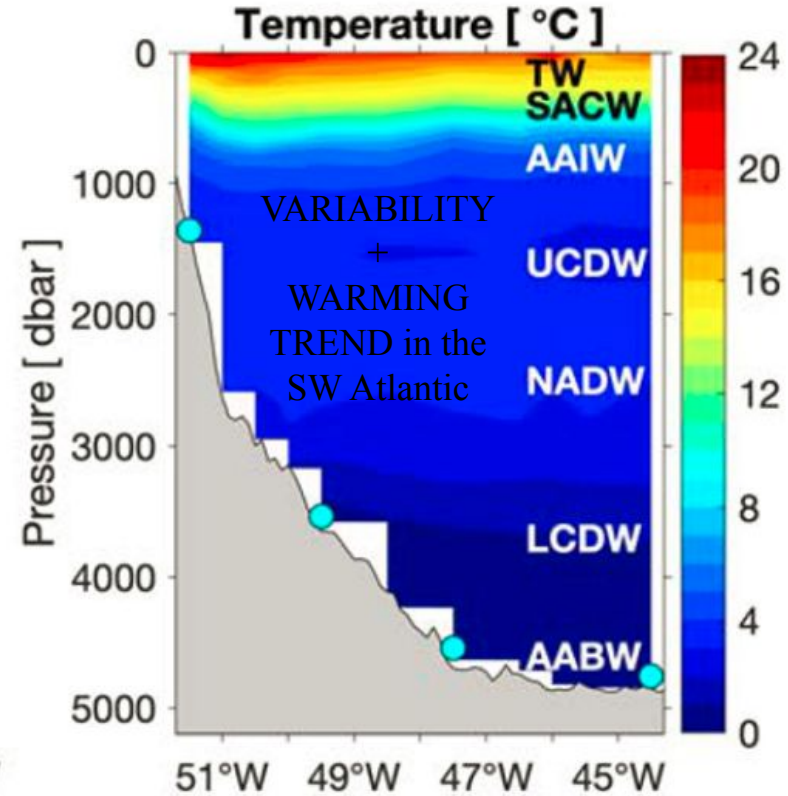 Temperature [ °C ]
0
1000
2000
3000
4000
5000
Pressure [ dbar ]
TW
SACW
AAIW
VARIABILITY
+
WARMING
TREND in the
SW Atlantic
UCDW
NADW
LCDW
AABW
51°W
49°W
47°W
45°W
24
20
16
12
8
4
0